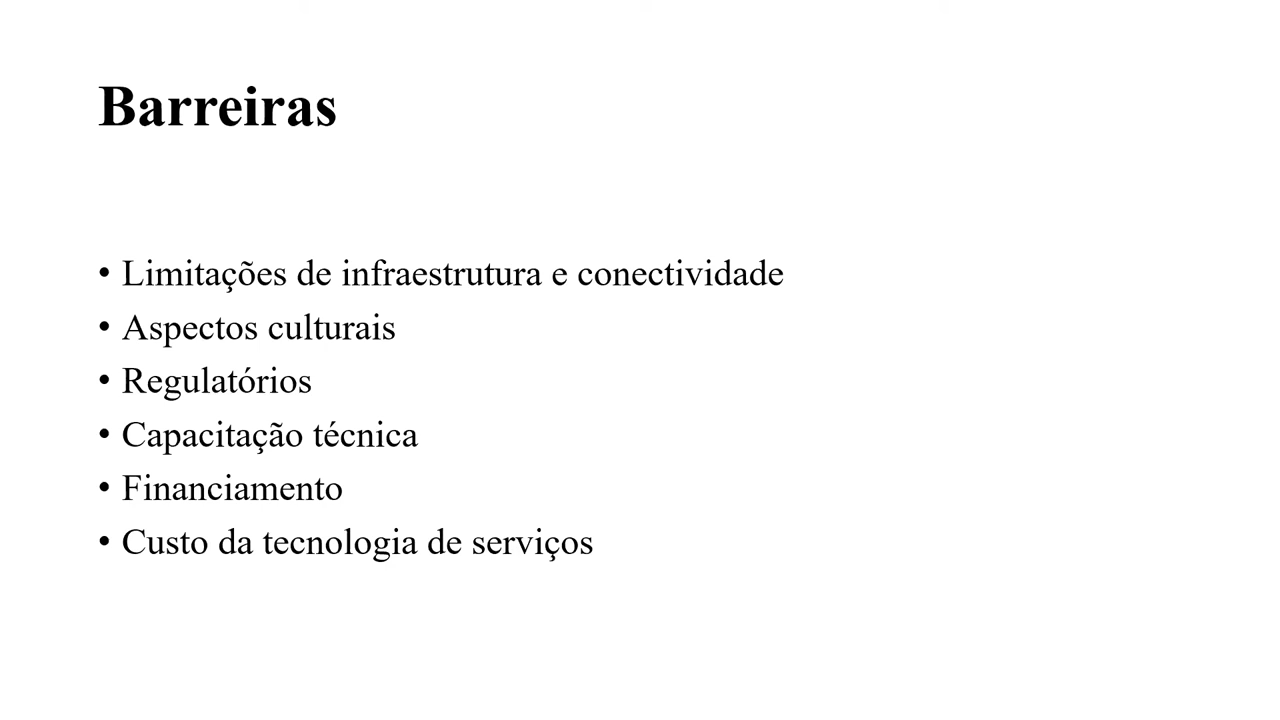 Barreiras
• Limitações de infraestrutura e conectividade
• Aspectos culturais
• Regulatórios
• Capacitação técnica
• Financiamento
• Custo da tecnologia de serviços